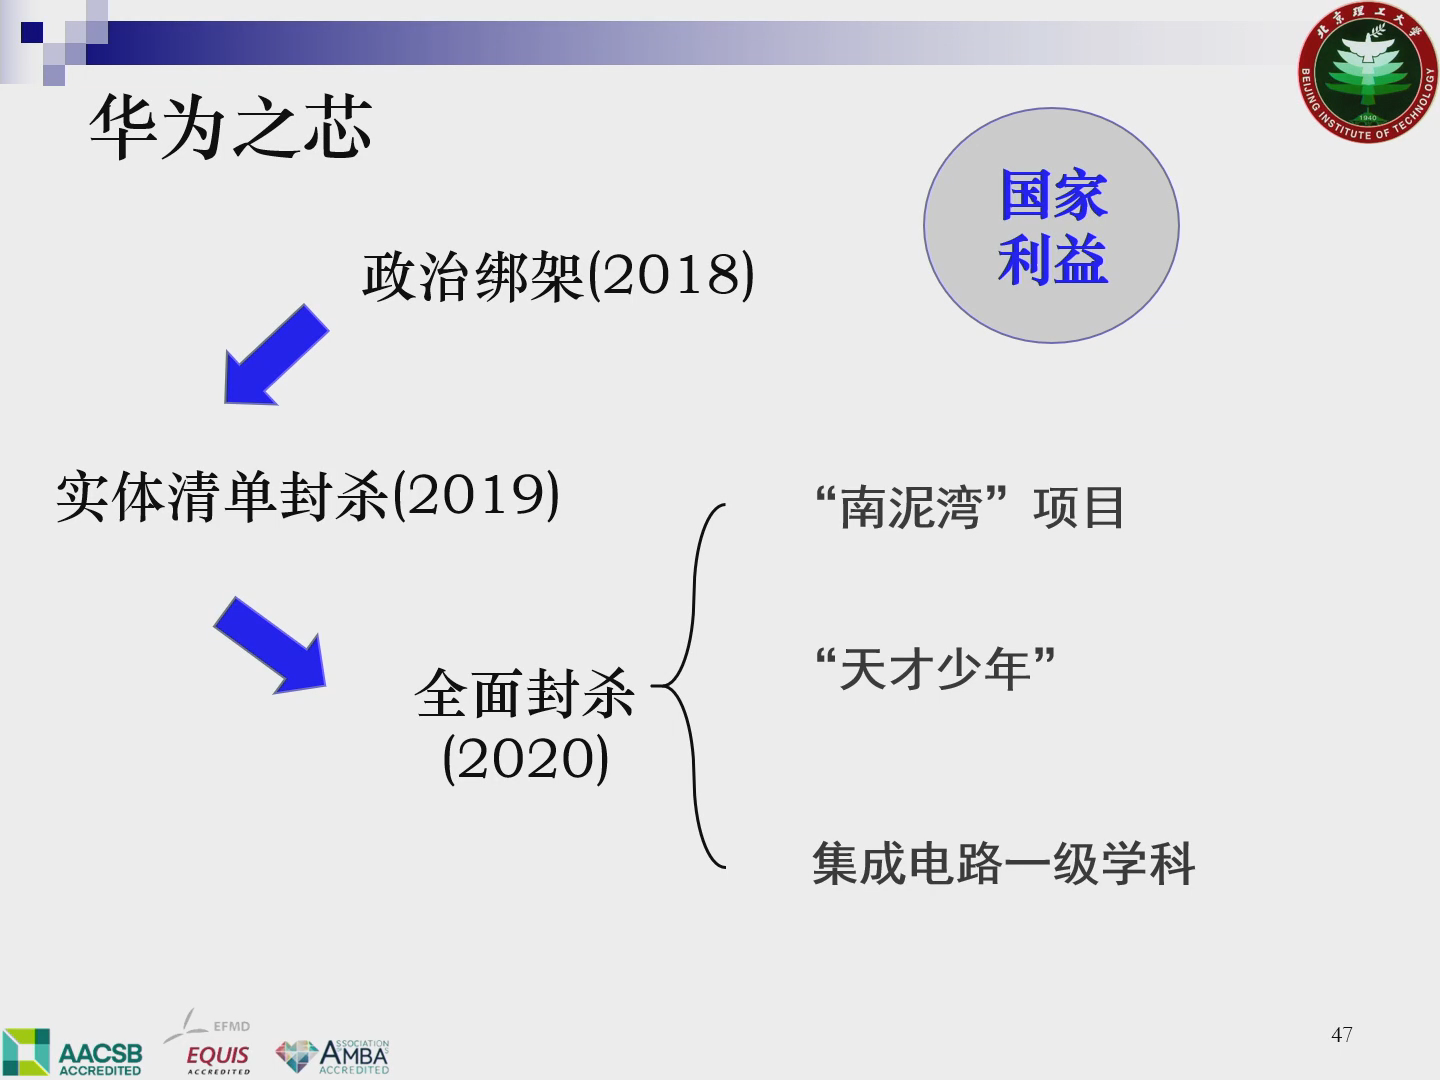 北京理工大学
BEIJING INSTITUTE OF TECHNOLOGY
1940
华为之芯
国家
利益
政治绑架(2018)
实体清单封杀(2019)
“南泥湾”项目
“天才少年”
全面封杀
(2020)
集成电路一级学科
AACSB
ACCREDITED
EFMD
EQUIS
ACCREDITED
ASSOCIATION
AMBA
ACCREDITED
47